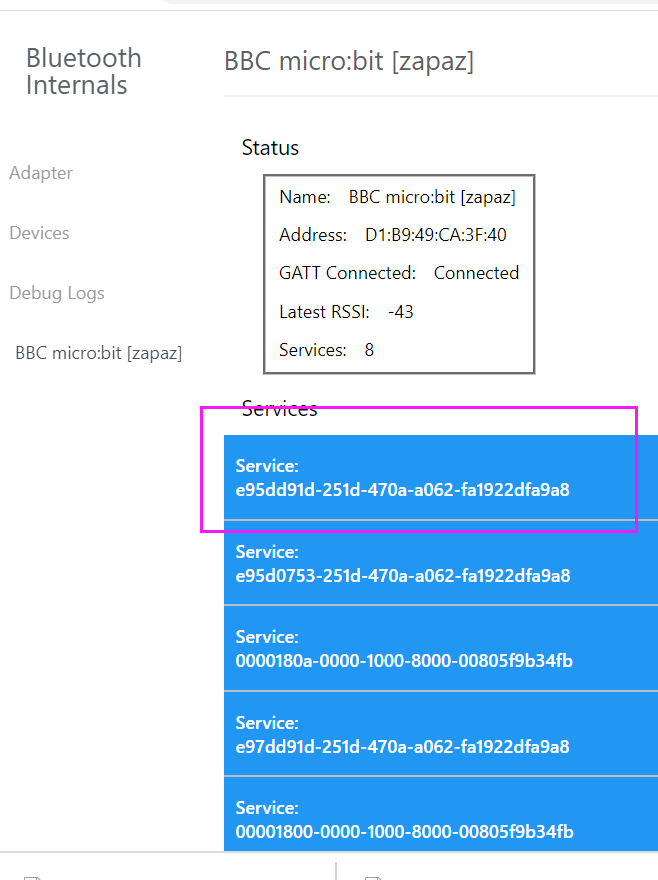 Bluetooth
Internals
BBC micro:bit [zapaz]
Adapter
Devices
Debug Logs
BBC micro:bit [zapaz]
Status
Name: BBC micro:bit [zapaz]
Address: D1:B9:49:CA:3F:40
GATT Connected: Connected
Latest RSSI: -43
Services: 8
Services
Service:
e95dd91d-251d-470a-a062-fa1922dfa9a8
Service:
e95d0753-251d-470a-a062-fa1922dfa9a8
Service:
0000180a-0000-1000-8000-00805f9b34fb
Service:
e97dd91d-251d-470a-a062-fa1922dfa9a8
Service:
00001800-0000-1000-8000-00805f9b34fb